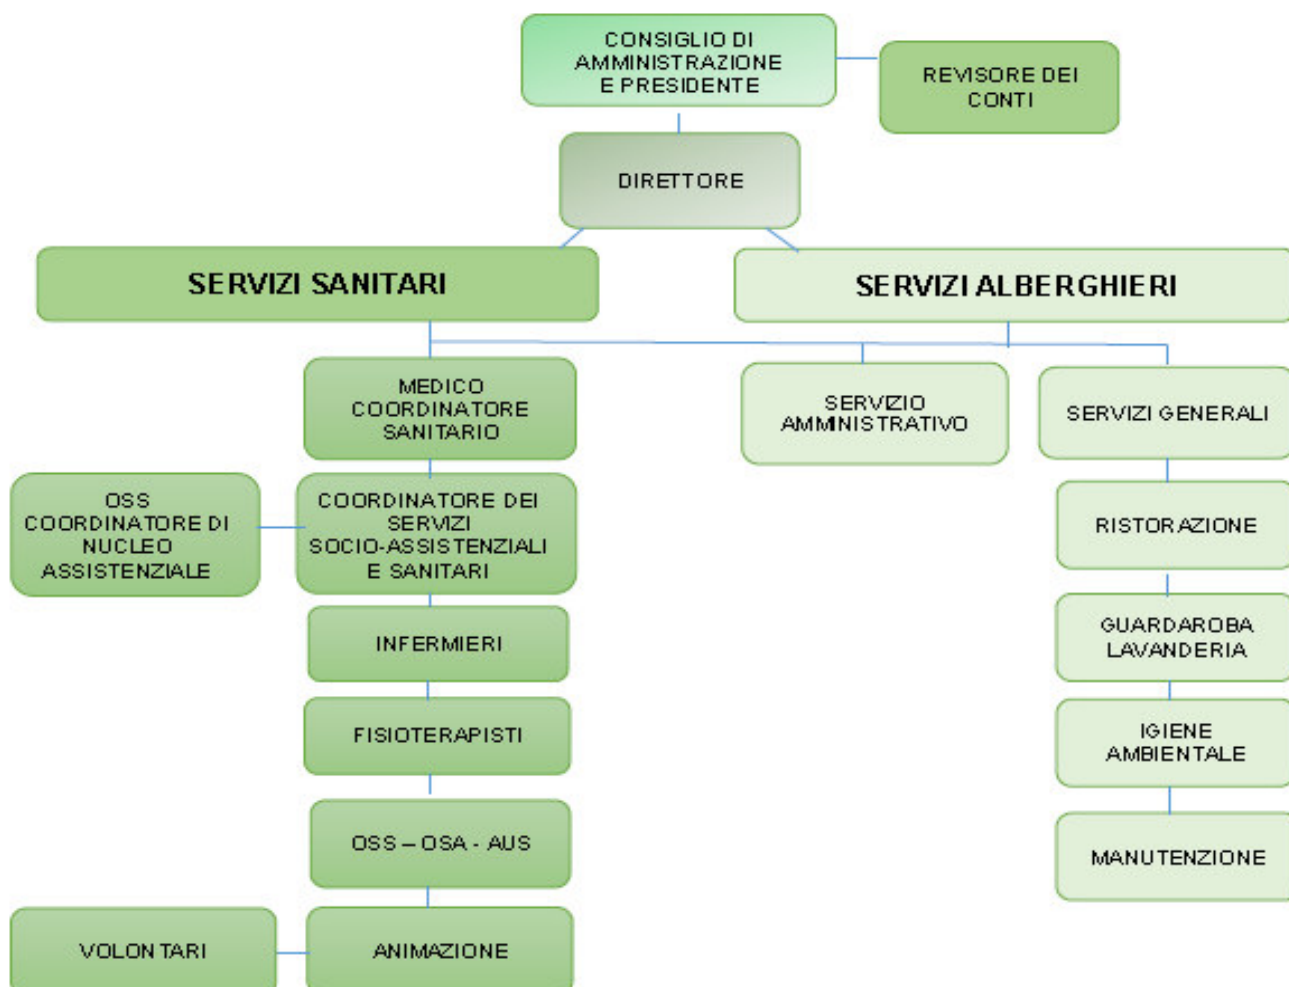 CONSIGLIO DI
AMMINISTRAZIONE
E PRESIDENTE
REVISORE DEI
CONTI
DIRETTORE
SERVIZI SANITARI
SERVIZI ALBERGHIERI
MEDICO
COORDINATORE
SANITARIO
SERVIZIO
AMMINISTRATIVO
SERVIZI GENERALI
OSS
COORDINATORE DI
NUCLEO
ASSISTENZIALE
COORDINATORE DEI
SERVIZI
SOCIO-ASSISTENZIALI
E SANITARI
RISTORAZIONE
INFERMIERI
GUARDAROBA
LAVANDERIA
FISIOTERAPISTI
IGIENE
AMBIENTALE
OSS – OSA - AUS
MANUTENZIONE
VOLONTARI
ANIMAZIONE